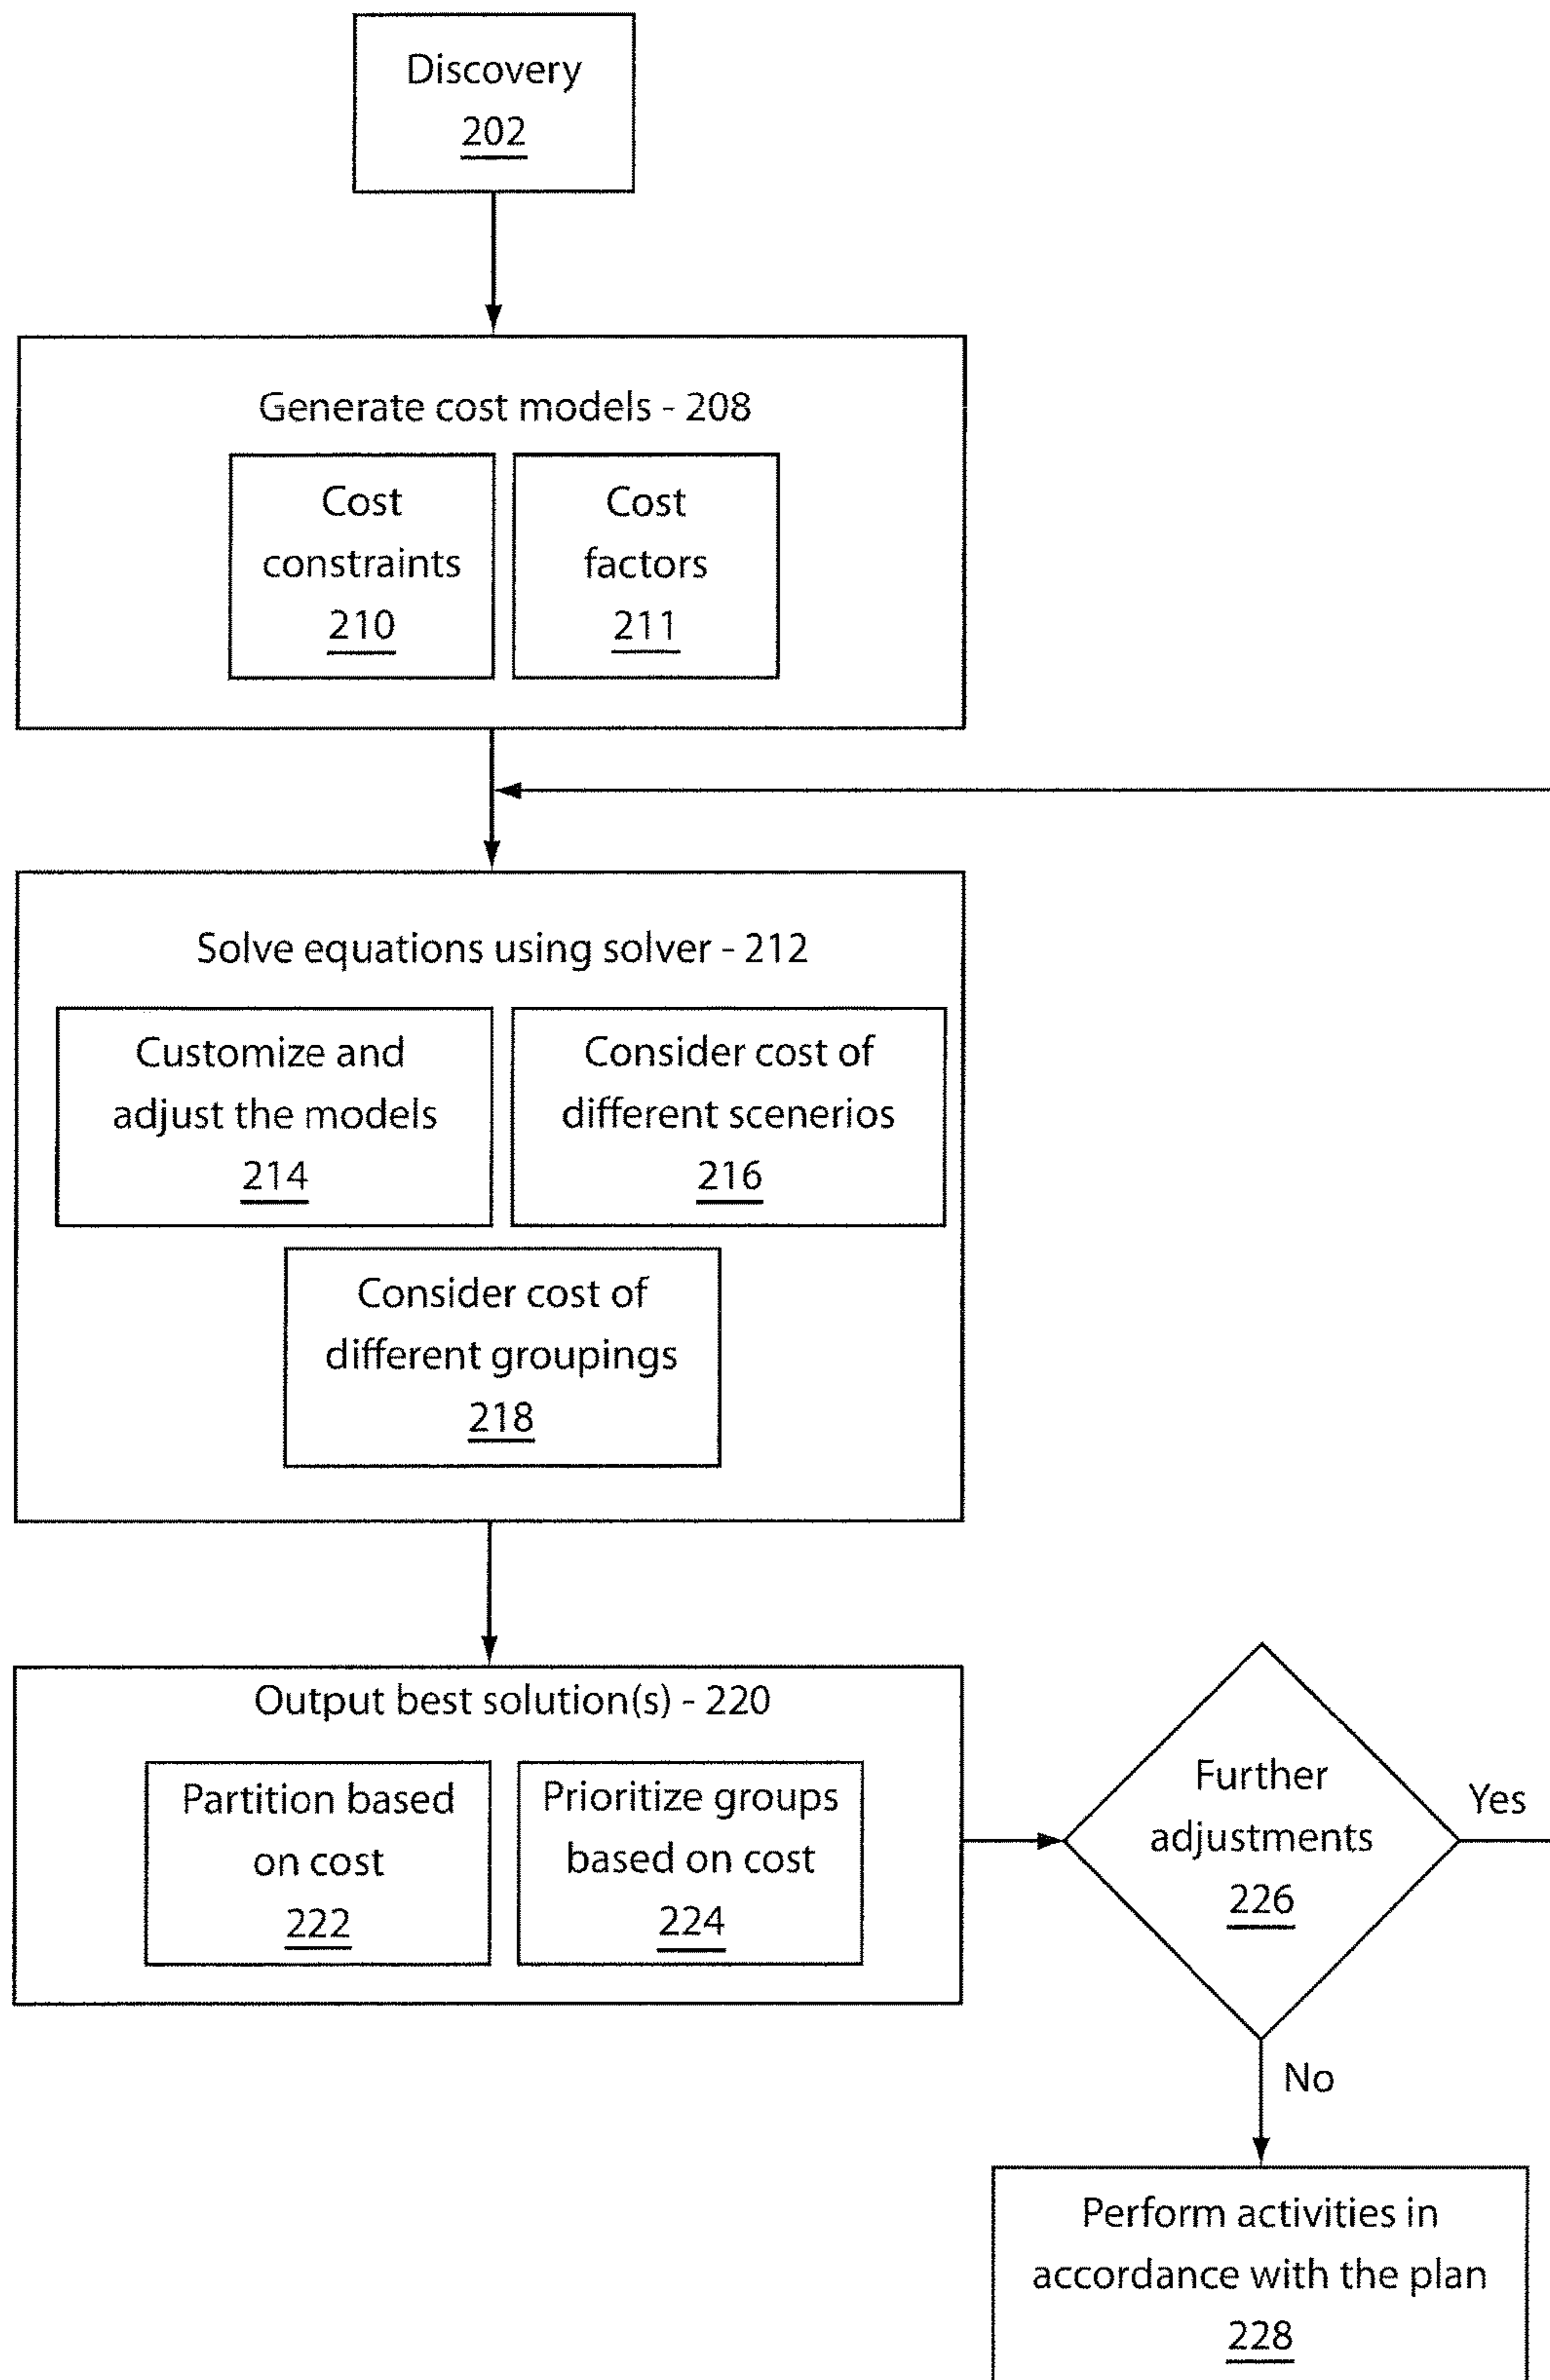 Discovery
202
Generate cost models - 208
Cost
constraints
210
Cost
factors
211
Solve equations using solver - 212
Customize and
adjust the models
214
Consider cost of
different scenerios
216
Consider cost of
different groupings
218
Output best solution(s) - 220
Partition based
on cost
222
Prioritize groups
based on cost
224
Further
adjustments
226
Yes
No
Perform activities in
accordance with the plan
228